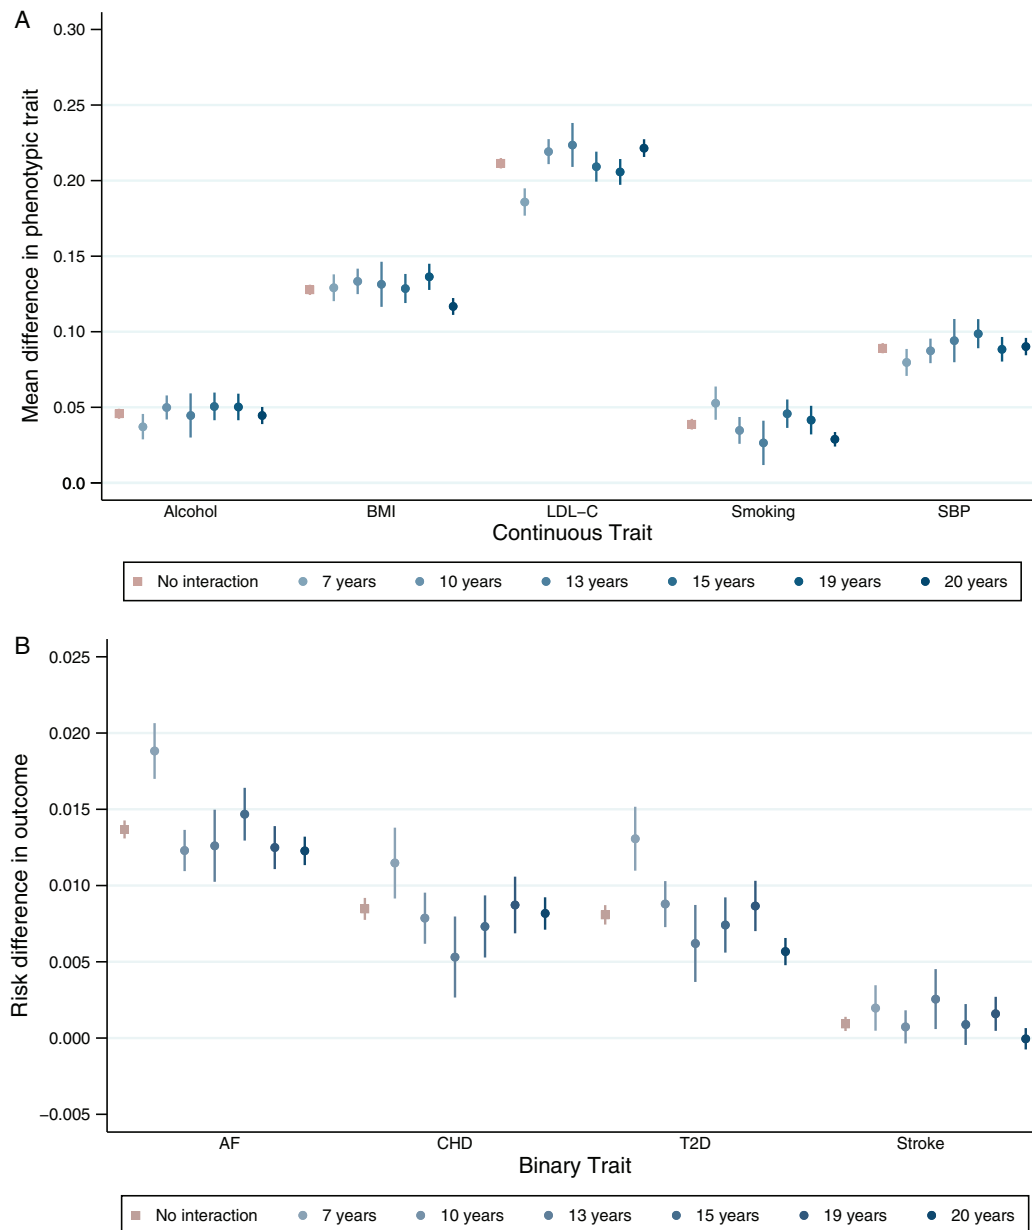 A
0.30
0.25
0.20
0.15
0.10
0.05
0.0
Mean difference in phenotypic trait
Alcohol BMI LDL−C Smoking SBP
Continuous Trait
No interaction 7 years 10 years 13 years 15 years 19 years 20 years
B
0.025
0.020
0.015
0.010
0.005
0.000
−0.005
Risk difference in outcome
AF CHD T2D Stroke
Binary Trait
No interaction 7 years 10 years 13 years 15 years 19 years 20 years